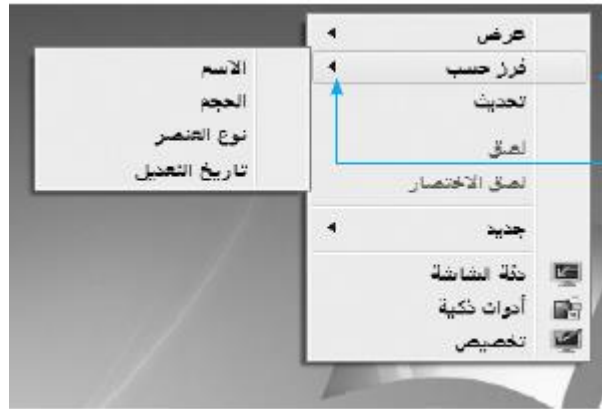 عرض
فرز حسب
تحديث
لصق
لصق الاختصار
جديد
دقة الشاشة
أدوات ذكية
تخصيص
الاسم
الحجم
نوع العنصر
تاريخ التعديل